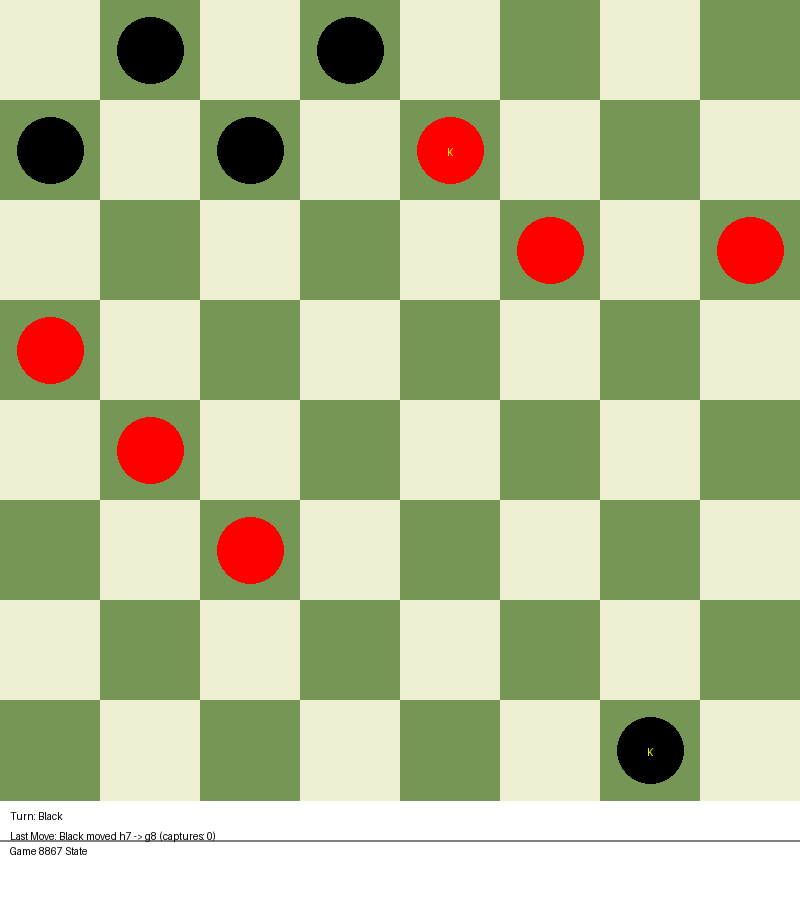 K
K
Turn: Black
Last Move: Black moved h7 -> g8 (captures: 0)
Game 8867 State